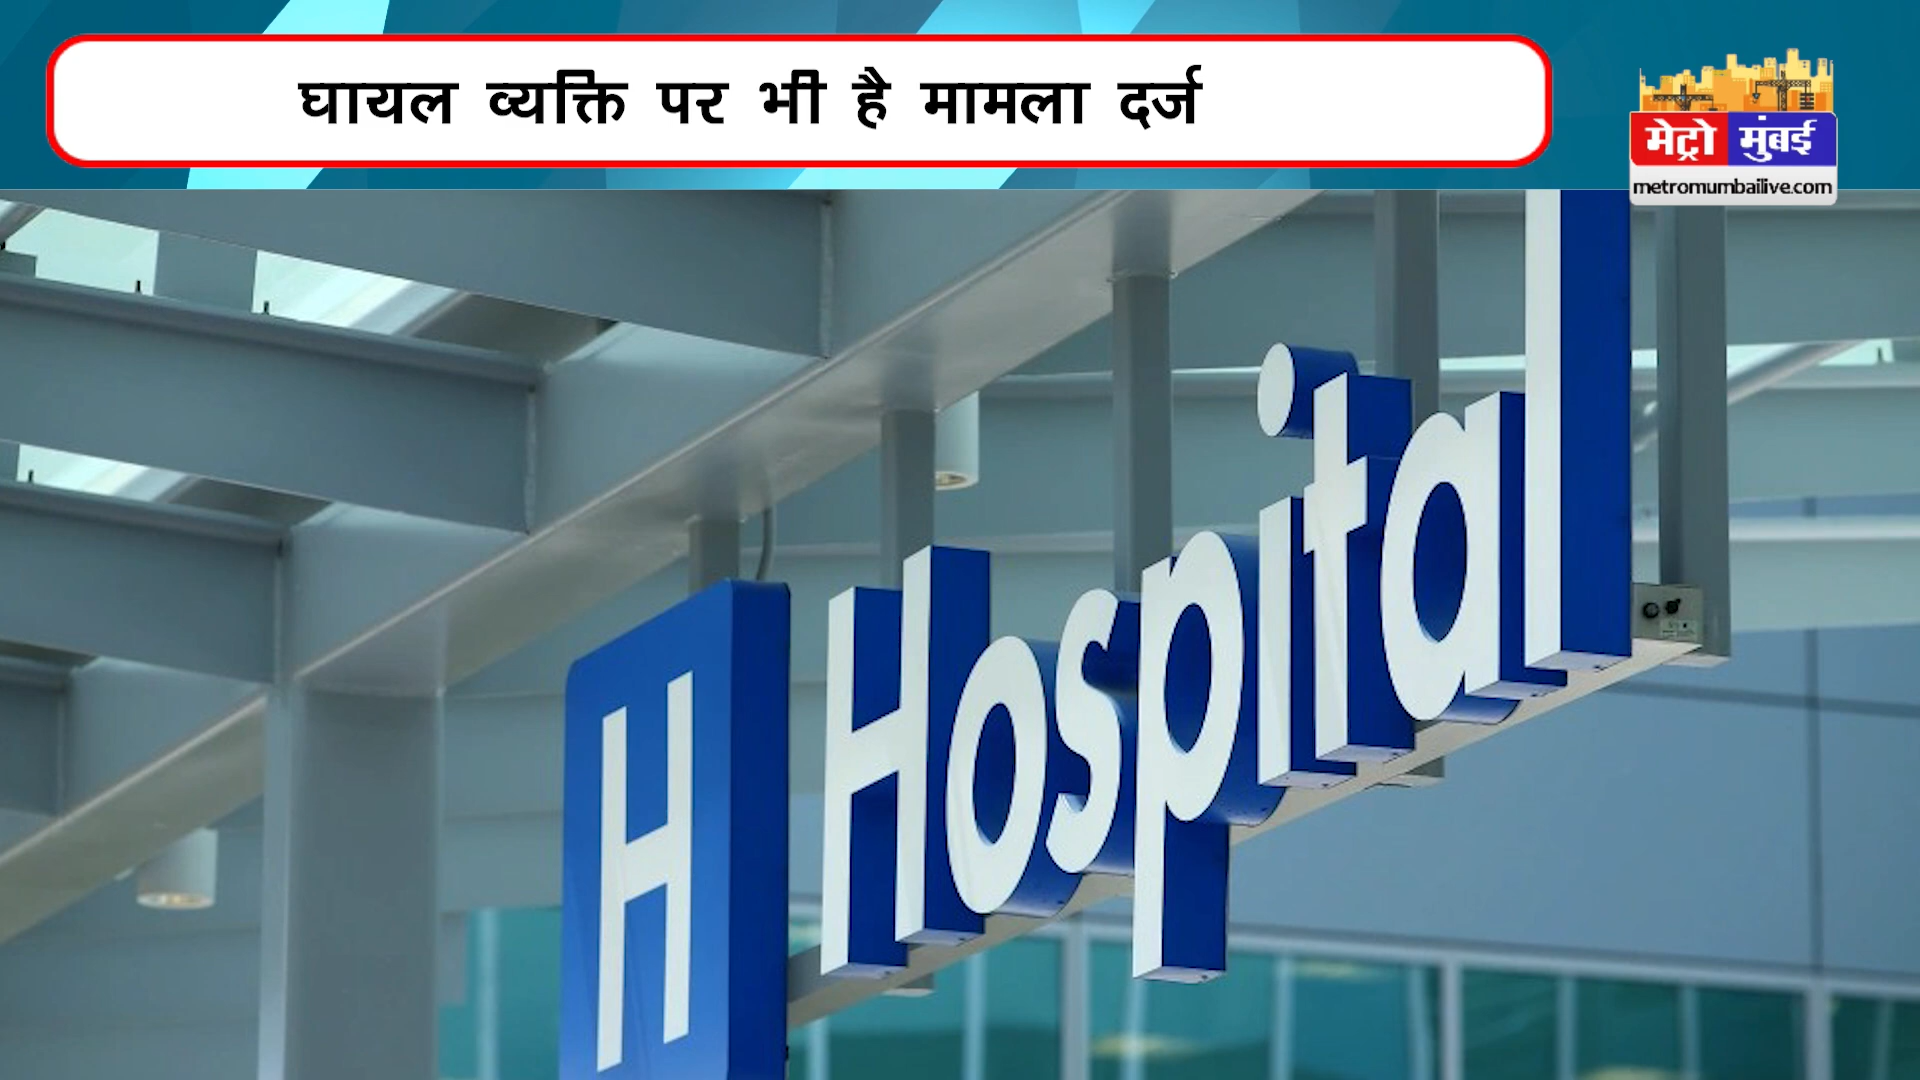 घायल व्यक्ति पर भी है मामला दर्ज
मेट्रो मुंबई
metromumbailive.com
H Hospital